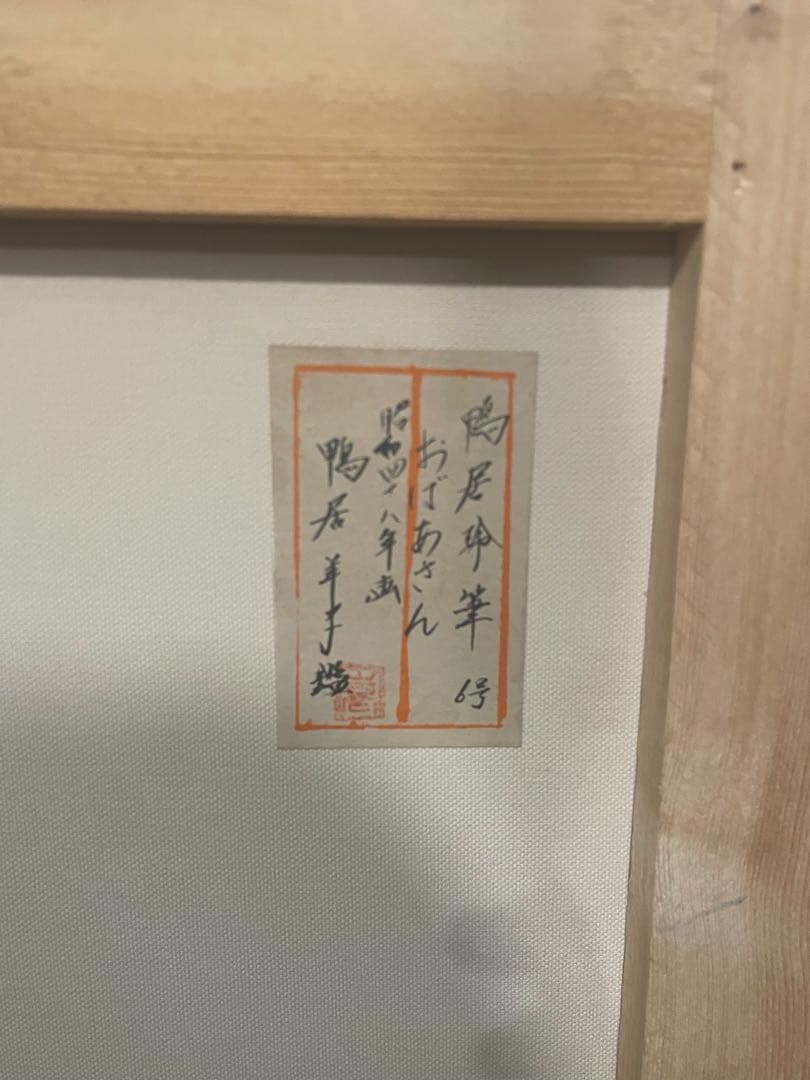 鴨居玲筆 6号
おばあさん
昭和四十八年画
鴨居羊子鑑